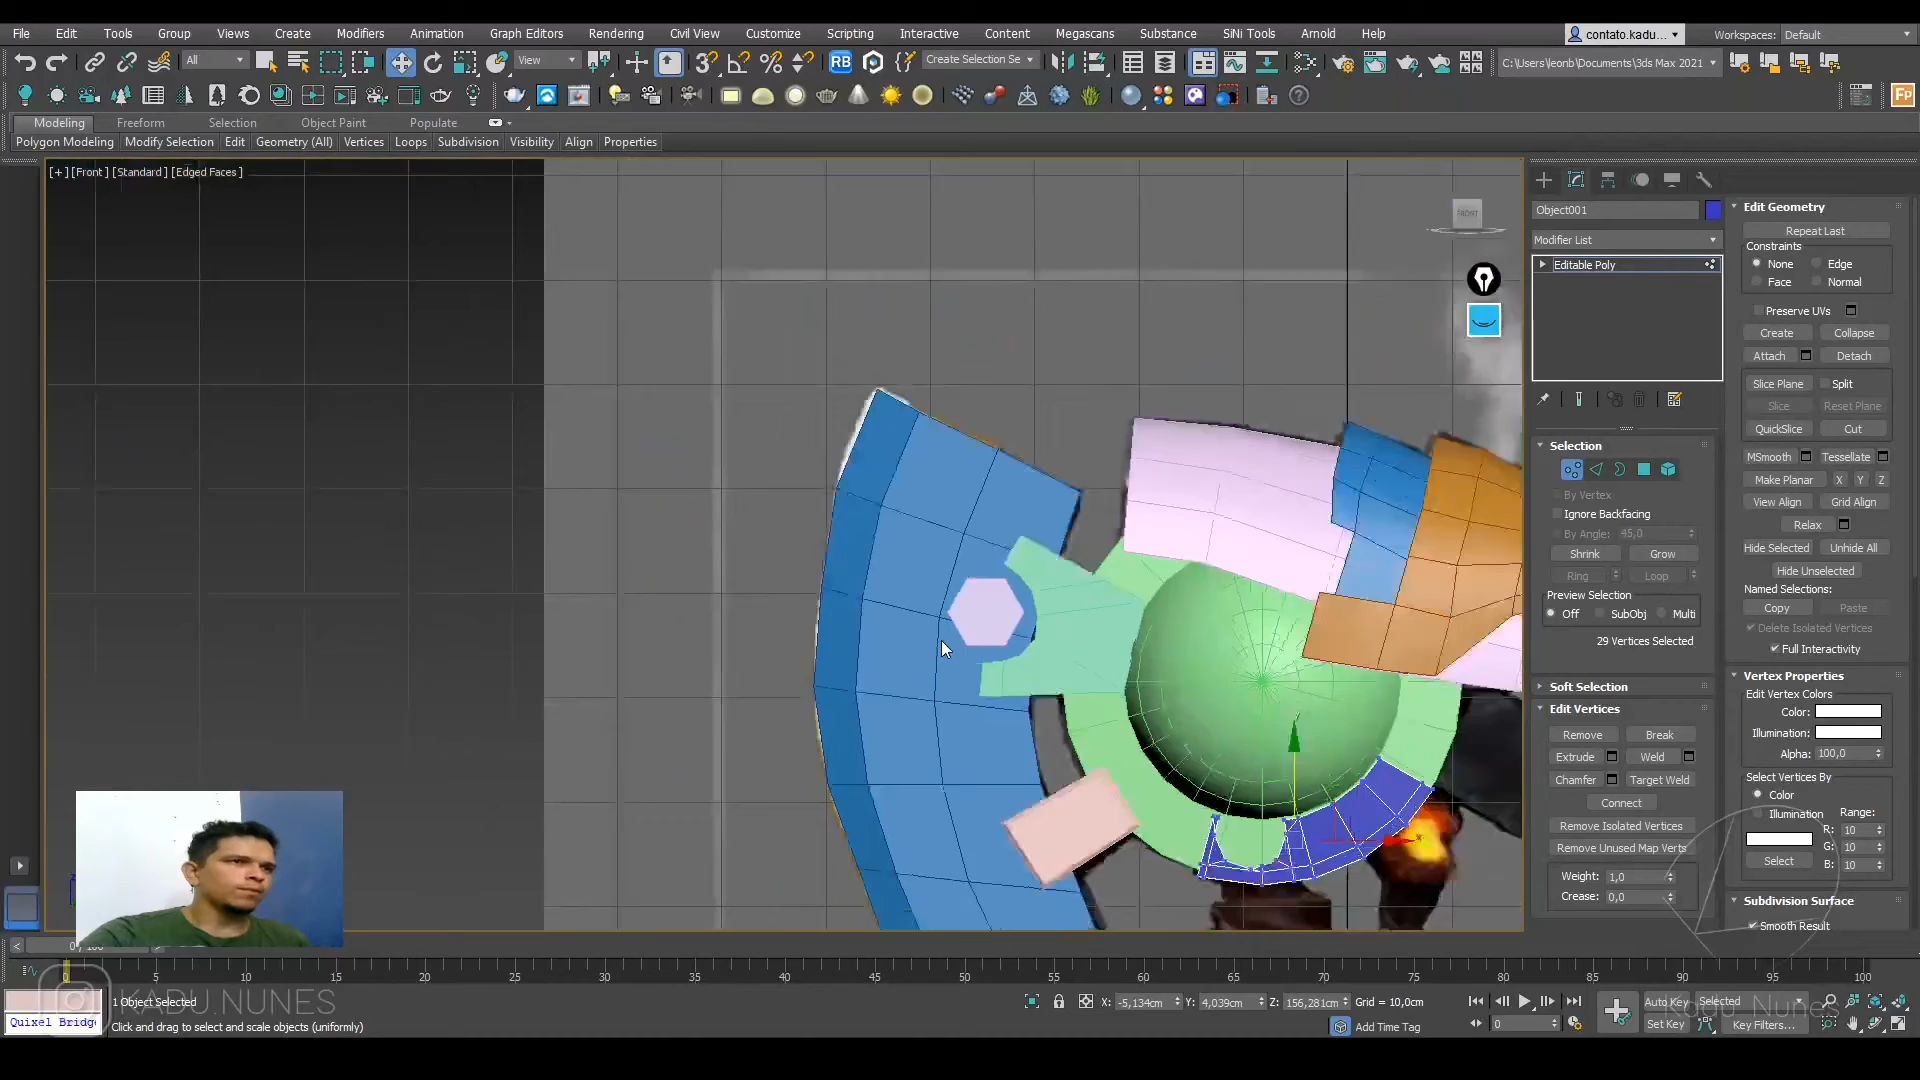 File Edit Tools Group Views Create Modifiers Animation Graph Editors Rendering Civil View Customize Scripting Interactive Content Megascans Substance SiNi Tools Arnold Help contato.kadu... Workspaces: Default
All View Create Selection Se C:\Users\leonb\Documents\3ds Max 2021
Modeling Freeform Selection Object Paint Populate
Polygon Modeling Modify Selection Edit Geometry (All) Vertices Loops Subdivision Visibility Align Properties
[+] [Front] [Standard] [Edged Faces]
FRONT
Object001
Modifier List
Editable Poly
Selection
By Vertex
Ignore Backfacing
By Angle: 45,0
Shrink Grow
Ring Loop
Preview Selection
Off SubObj Multi
29 Vertices Selected
Soft Selection
Edit Vertices
Remove Break
Extrude Weld
Chamfer Target Weld
Connect
Remove Isolated Vertices
Remove Unused Map Verts
Weight: 1,0
Crease: 0,0
Edit Geometry
Repeat Last
Constraints
None Edge
Face Normal
Preserve UVs
Create Collapse
Attach Detach
Slice Plane Split
Slice Reset Plane
QuickSlice Cut
MSmooth Tessellate
Make Planar X Y Z
View Align Grid Align
Relax
Hide Selected Unhide All
Hide Unselected
Named Selections:
Copy Paste
Delete Isolated Vertices
Full Interactivity
Vertex Properties
Edit Vertex Colors
Color:
Illumination:
Alpha: 100,0
Select Vertices By
Color
Illumination Range:
R: 10
G: 10
B: 10
Select
Subdivision Surface
Smooth Result
0 5 10 15 20 25 30 35 40 45 50 55 60 65 70 75 80 85 90 95 100
KADU.NUNES
1 Object Selected
Quixel Bridg
Click and drag to select and scale objects (uniformly)
X: -5,134cm Y: 4,039cm Z: 156,281cm Grid = 10,0cm
Add Time Tag
0
Auto Key Selected
Set Key Key Filters...
Kadu Nunes